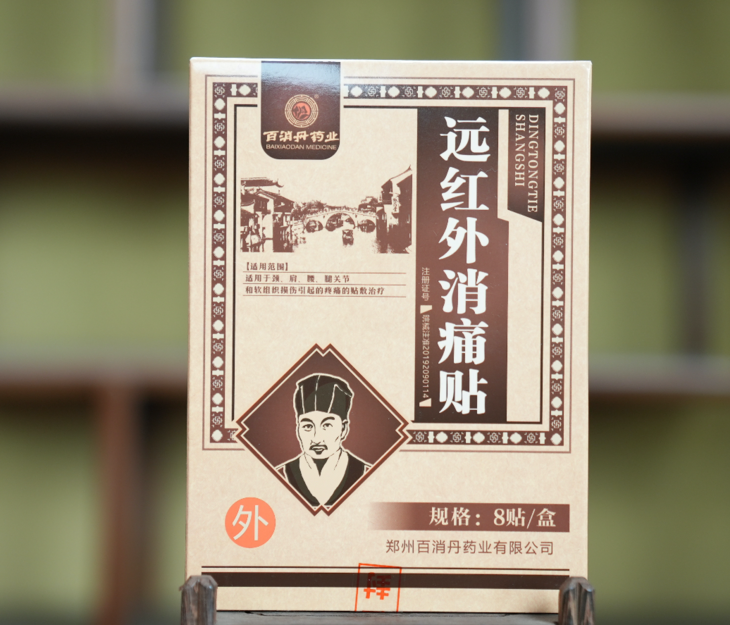 百消丹药业
BAIXIAODAN MEDICINE
远红外消痛贴
DINGTONGTIE
SHANGSHI
【适用范围】
适用于颈、肩、腰、腿关节
和软组织损伤引起的疼痛的贴敷治疗
注册证号
20192090114
外
规格：8贴/盒
郑州百消丹药业有限公司